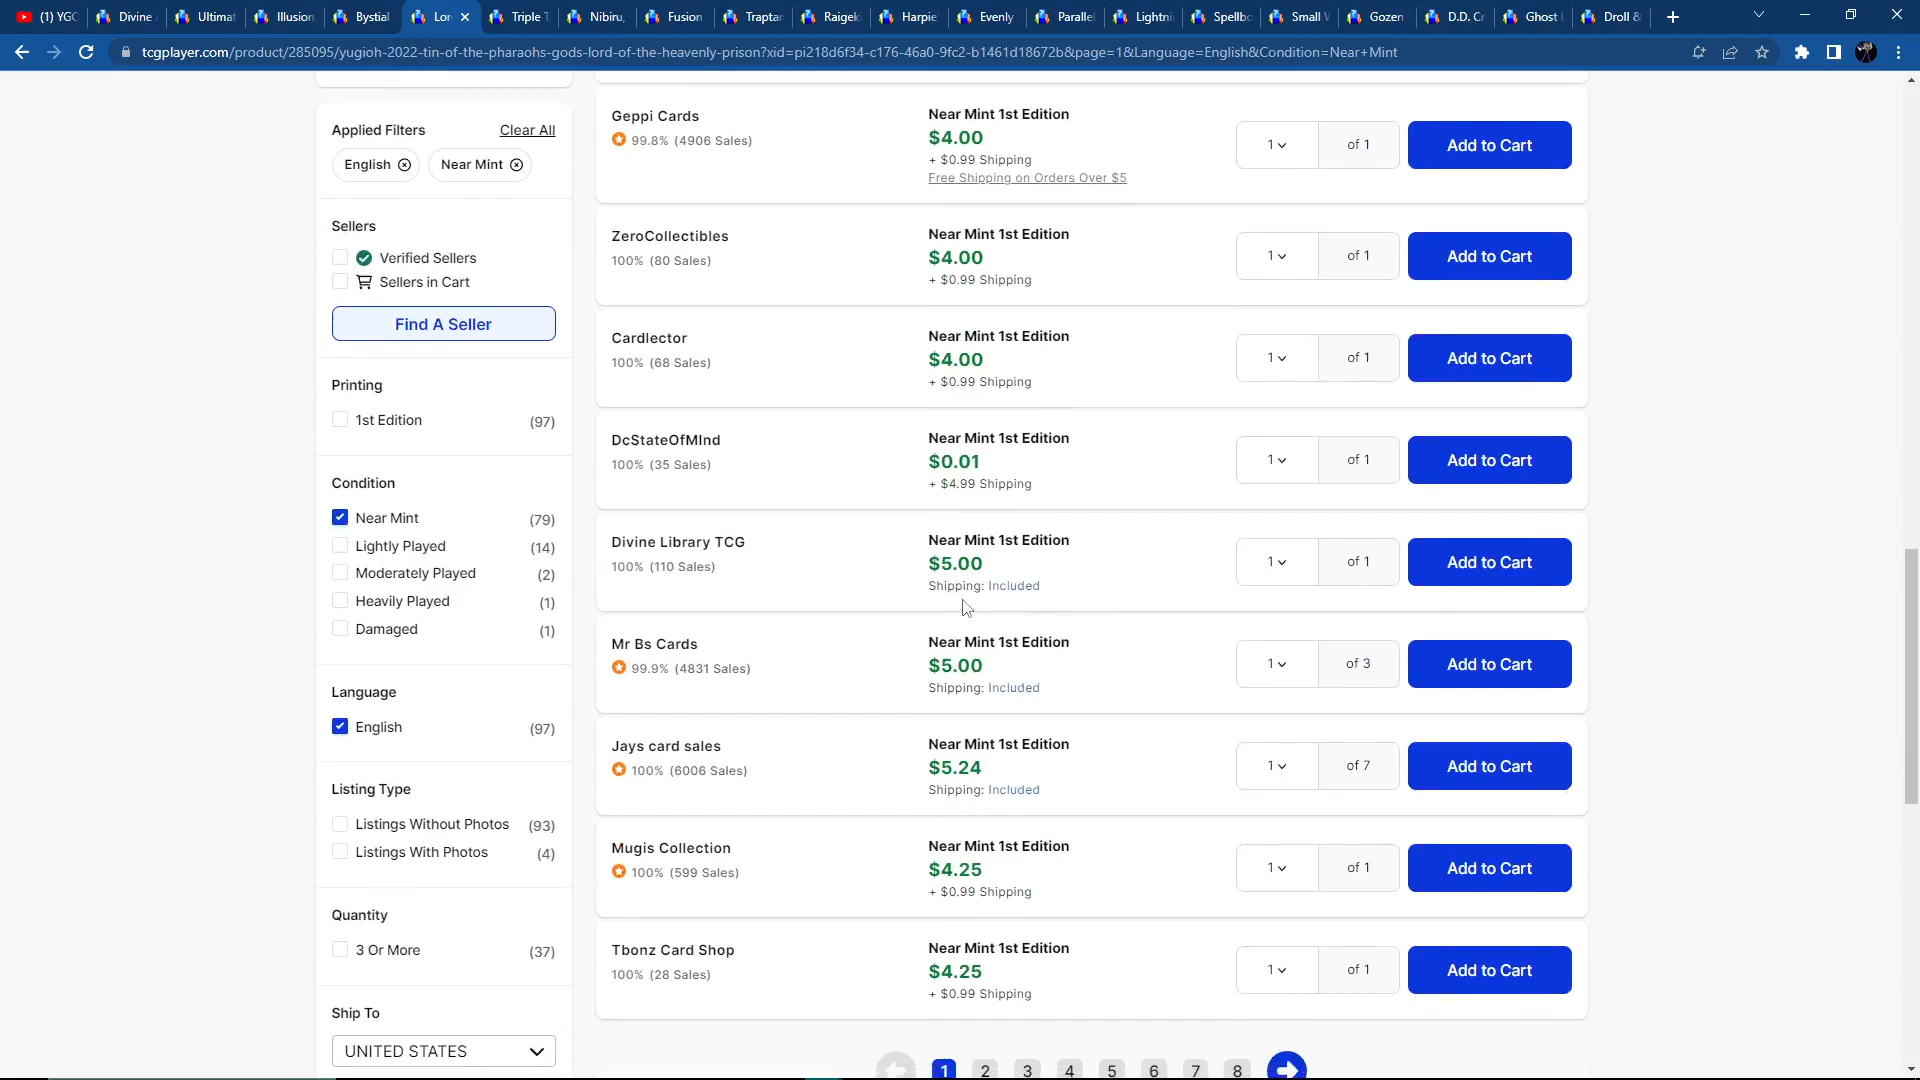 (1) YGO
Divine
Ultimat
Illusion
Bystial
Lor
Triple T
Nibiru,
Fusion
Traptan
Raigek
Harpie'
Evenly
Parallel
Lightni
Spellbo
Small W
Gozen
D.D. Cr
Ghost
Droll &
tcgplayer.com/product/285095/yugioh-2022-tin-of-the-pharaohs-gods-lord-of-the-heavenly-prison?xid=pi218d6f34-c176-46a0-9fc2-b1461d18672b&page=1&Language=English&Condition=Near+Mint
Applied Filters
Clear All
English
Near Mint
Sellers
Verified Sellers
Sellers in Cart
Find A Seller
Printing
1st Edition (97)
Condition
Near Mint (79)
Lightly Played (14)
Moderately Played (2)
Heavily Played (1)
Damaged (1)
Language
English (97)
Listing Type
Listings Without Photos (93)
Listings With Photos (4)
Quantity
3 Or More (37)
Ship To
UNITED STATES
Geppi Cards
99.8% (4906 Sales)
Near Mint 1st Edition
$4.00
+ $0.99 Shipping
Free Shipping on Orders Over $5
1 of 1
Add to Cart
ZeroCollectibles
100% (80 Sales)
Near Mint 1st Edition
$4.00
+ $0.99 Shipping
1 of 1
Add to Cart
Cardlector
100% (68 Sales)
Near Mint 1st Edition
$4.00
+ $0.99 Shipping
1 of 1
Add to Cart
DcStateOfMInd
100% (35 Sales)
Near Mint 1st Edition
$0.01
+ $4.99 Shipping
1 of 1
Add to Cart
Divine Library TCG
100% (110 Sales)
Near Mint 1st Edition
$5.00
Shipping: Included
1 of 1
Add to Cart
Mr Bs Cards
99.9% (4831 Sales)
Near Mint 1st Edition
$5.00
Shipping: Included
1 of 3
Add to Cart
Jays card sales
100% (6006 Sales)
Near Mint 1st Edition
$5.24
Shipping: Included
1 of 7
Add to Cart
Mugis Collection
100% (599 Sales)
Near Mint 1st Edition
$4.25
+ $0.99 Shipping
1 of 1
Add to Cart
Tbonz Card Shop
100% (28 Sales)
Near Mint 1st Edition
$4.25
+ $0.99 Shipping
1 of 1
Add to Cart
1 2 3 4 5 6 7 8